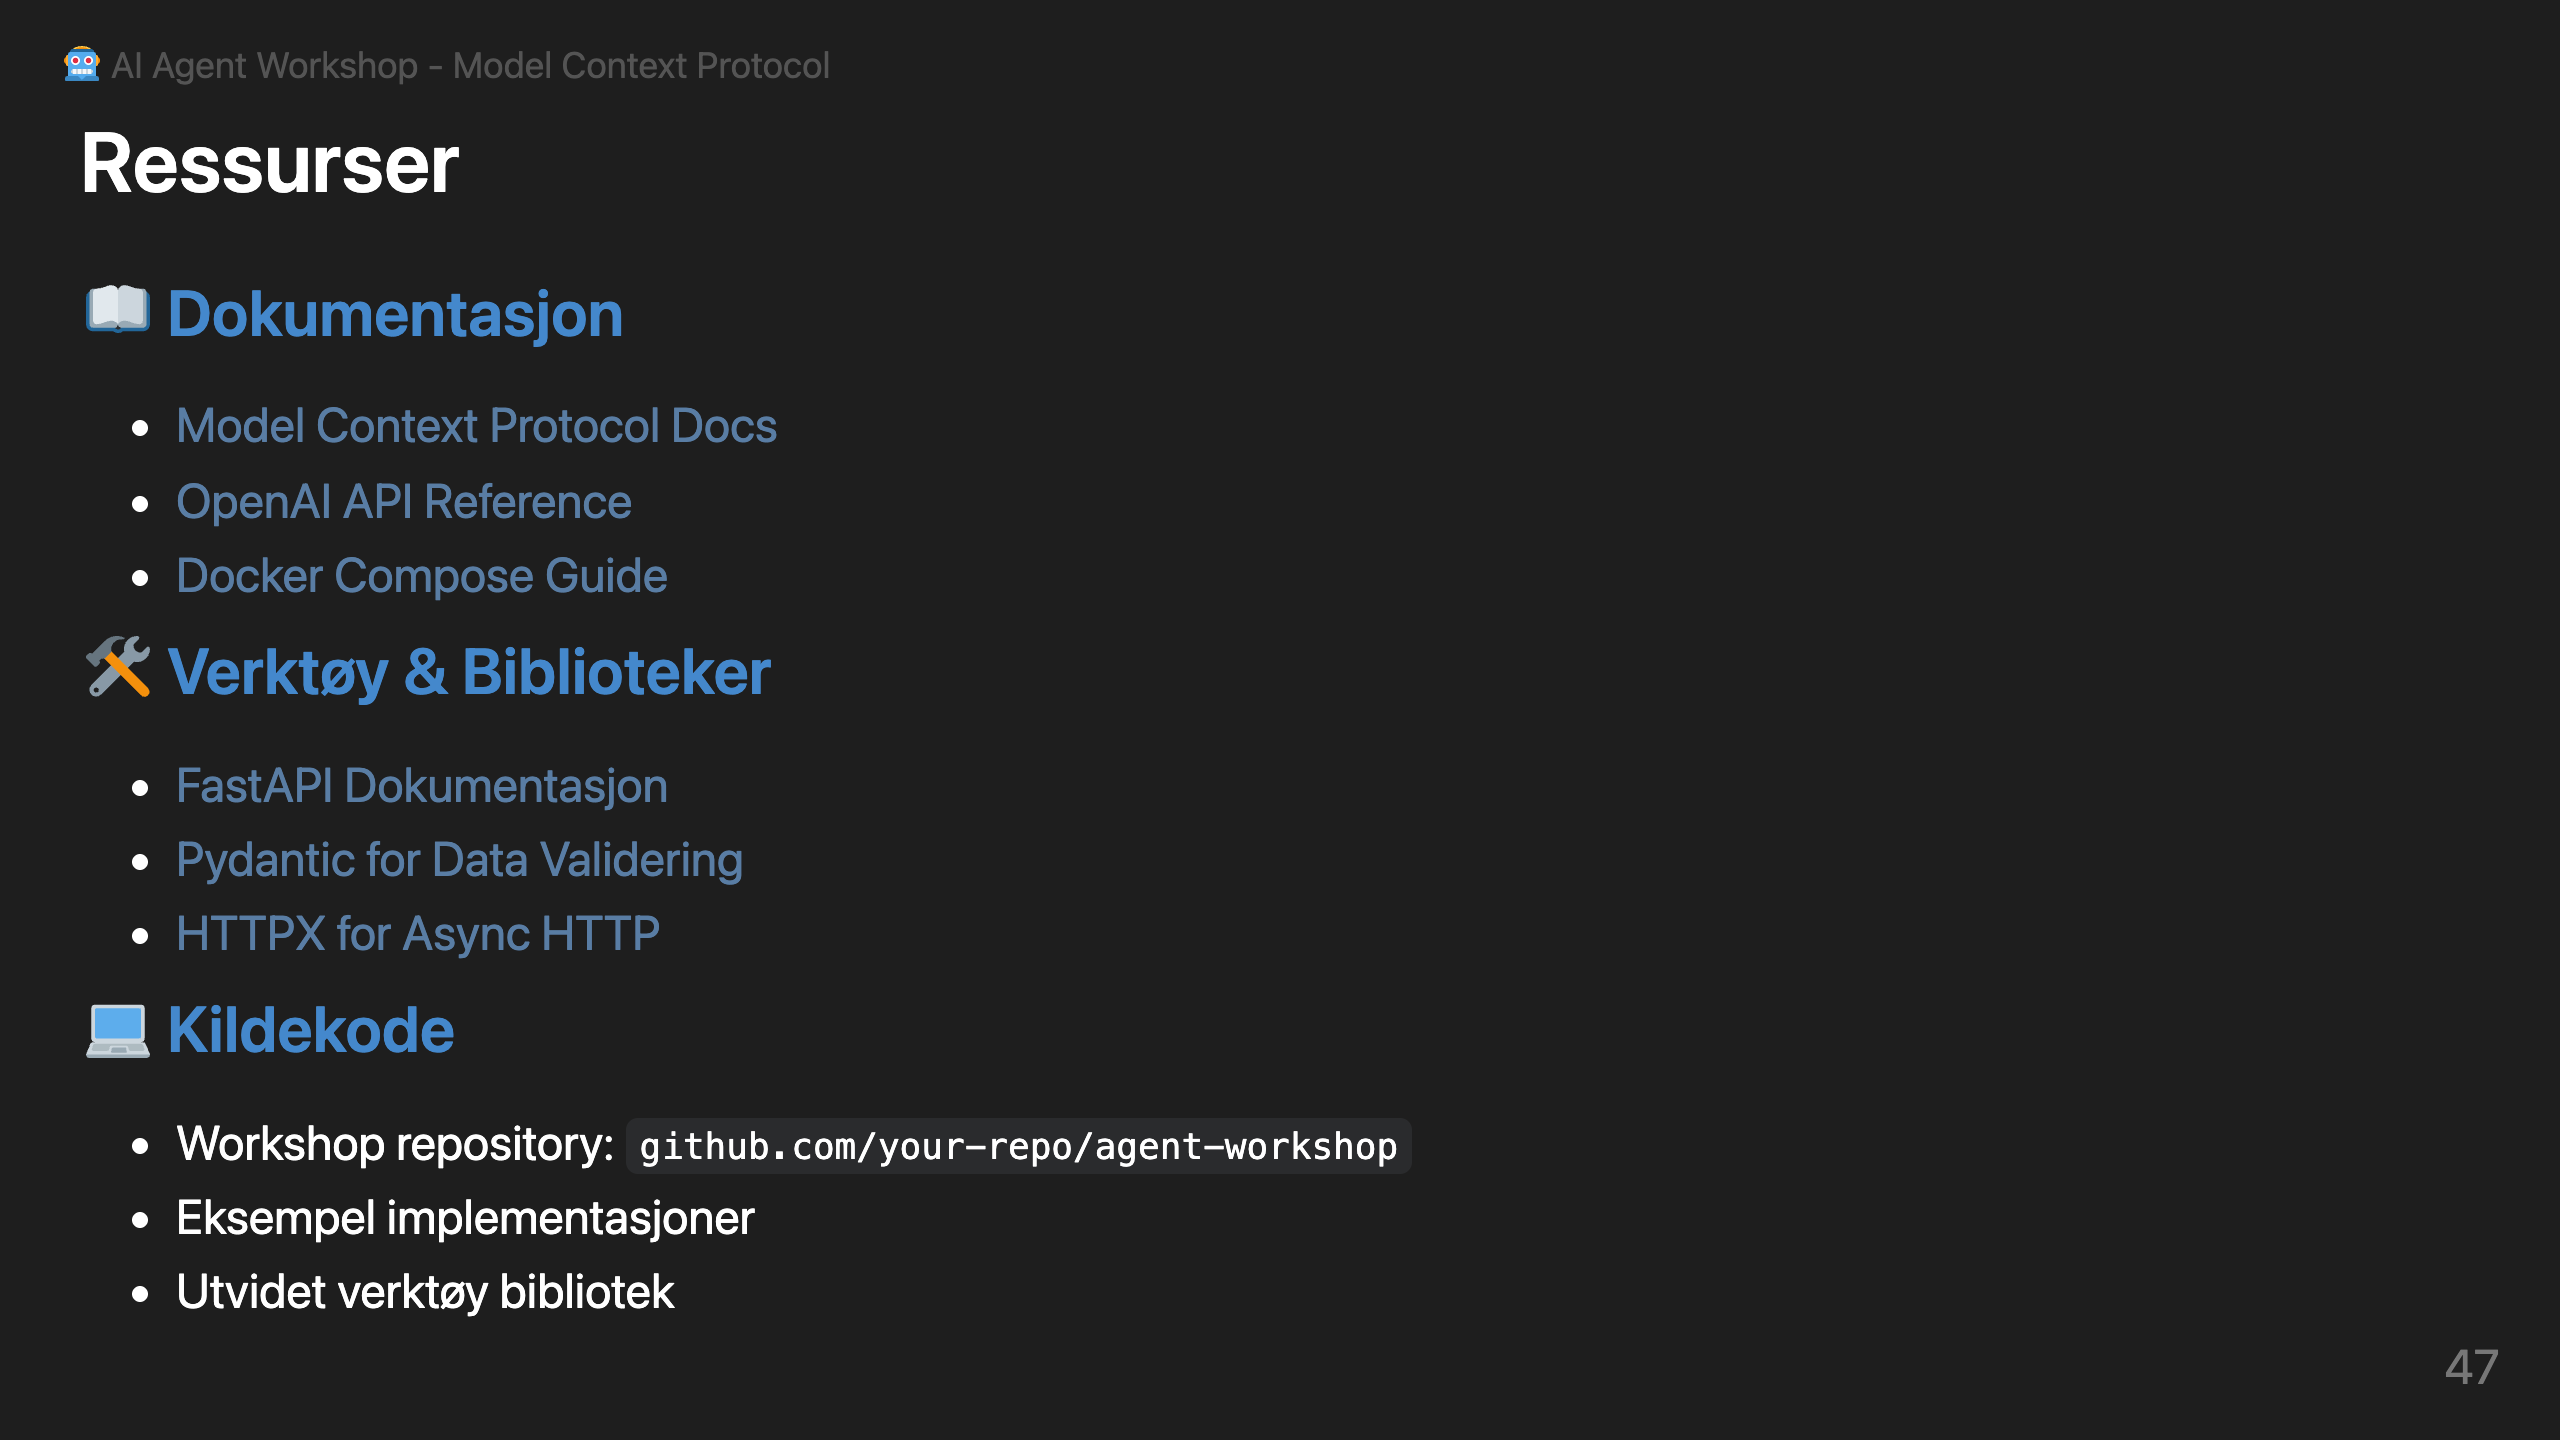 AI Agent Workshop - Model Context Protocol
Ressurser
Dokumentasjon
Model Context Protocol Docs
OpenAI API Reference
Docker Compose Guide
Verktøy & Biblioteker
FastAPI Dokumentasjon
Pydantic for Data Validering
HTTPX for Async HTTP
Kildekode
Workshop repository: github.com/your-repo/agent-workshop
Eksempel implementasjoner
Utvidet verktøy bibliotek
47